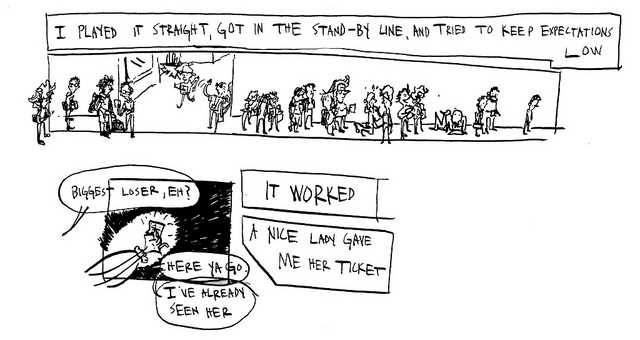 I PLAYED IT STRAIGHT, GOT IN THE STAND-BY LINE, AND TRIED TO KEEP EXPECTATIONS
LOW
BIGGEST LOSER, EH?
HERE YA GO.
I'VE ALREADY
SEEN HER
IT WORKED
A NICE LADY GAVE
ME HER TICKET